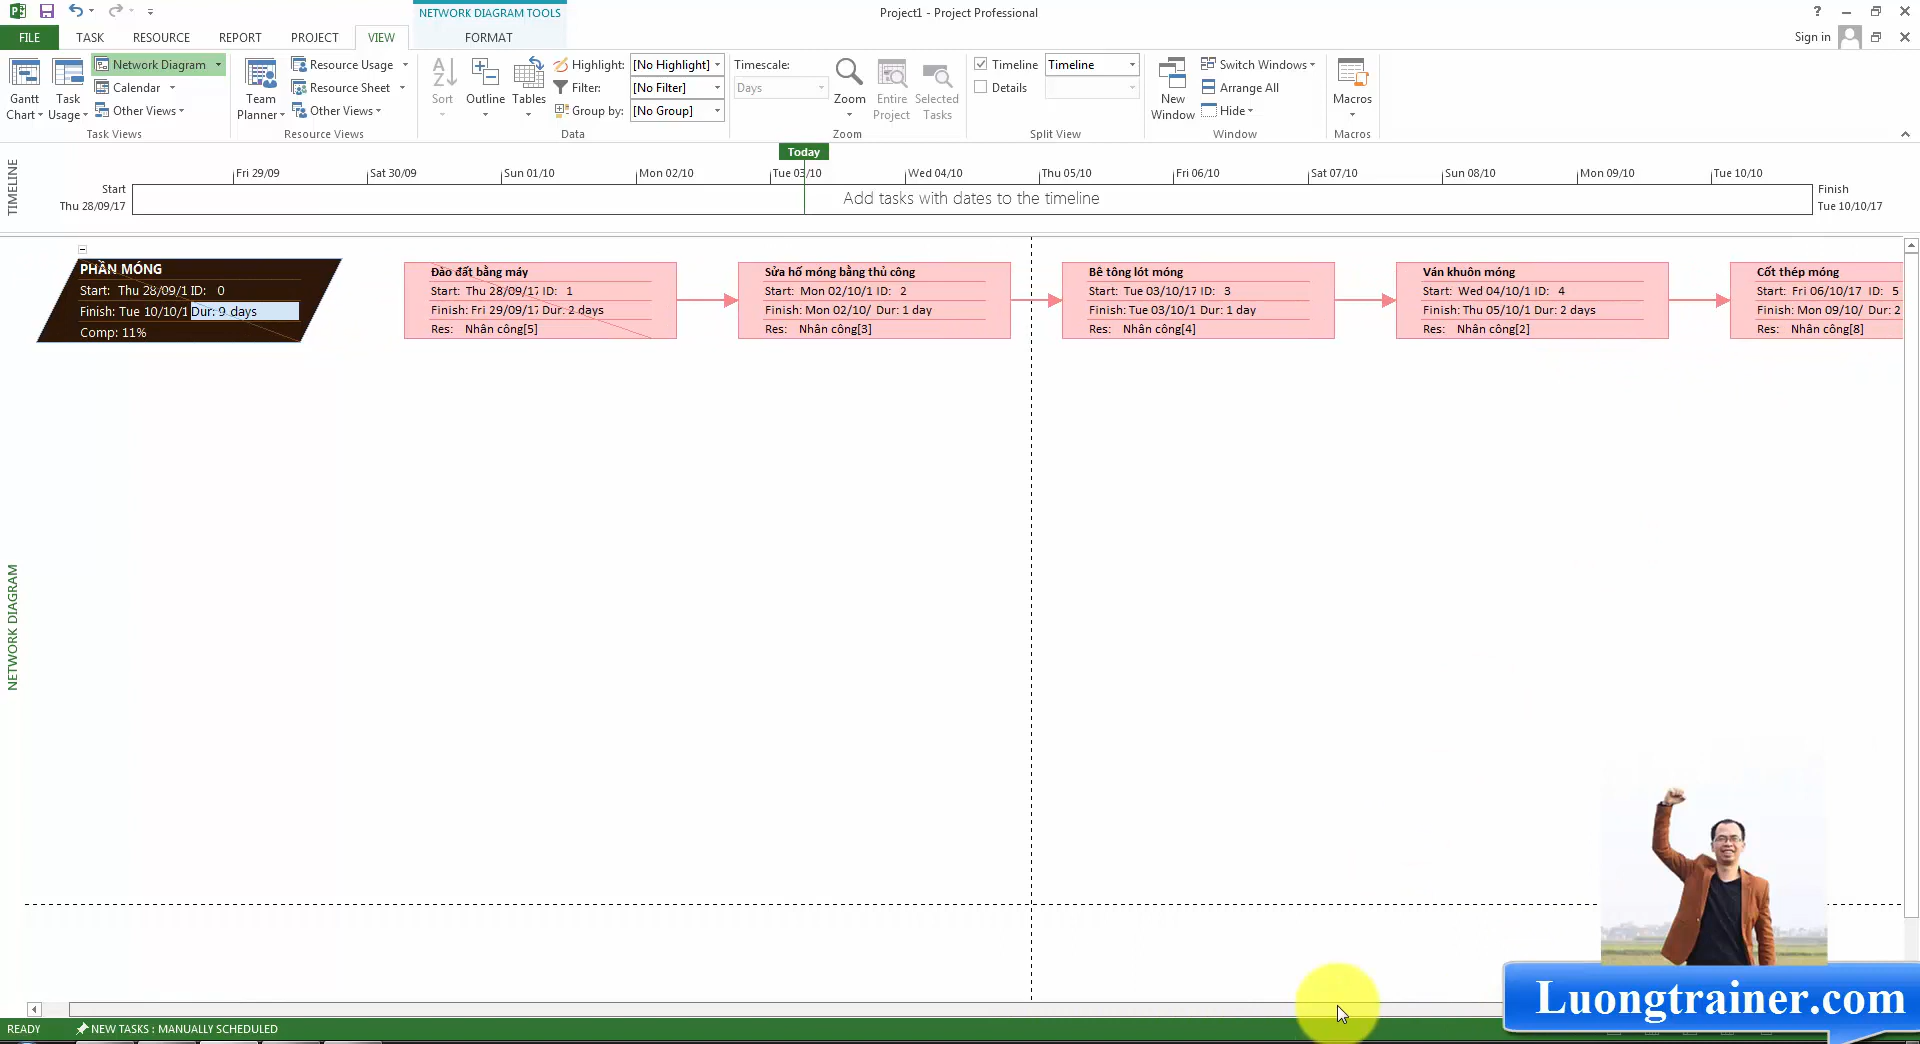 NETWORK DIAGRAM TOOLS
Project1 - Project Professional
?
FILE
TASK
RESOURCE
REPORT
PROJECT
VIEW
FORMAT
Sign in
Gantt
Chart
Task
Usage
Network Diagram
Calendar
Other Views
Task Views
Team
Planner
Resource Usage
Resource Sheet
Other Views
Resource Views
Sort
Outline
Tables
Highlight: [No Highlight]
Filter: [No Filter]
Group by: [No Group]
Data
Timescale:
Days
Zoom
Entire
Project
Selected
Tasks
Zoom
Timeline Timeline
Details
Split View
New
Window
Switch Windows
Arrange All
Hide
Window
Macros
Macros
TIMELINE
Today
Fri 29/09 Sat 30/09 Sun 01/10 Mon 02/10 Tue 03/10 Wed 04/10 Thu 05/10 Fri 06/10 Sat 07/10 Sun 08/10 Mon 09/10 Tue 10/10
Start
Thu 28/09/17
Add tasks with dates to the timeline
Finish
Tue 10/10/17
NETWORK DIAGRAM
PHẦN MÓNG
Start: Thu 28/09/1 ID: 0
Finish: Tue 10/10/1 Dur: 9 days
Comp: 11%
Đào đất bằng máy
Start: Thu 28/09/17 ID: 1
Finish: Fri 29/09/17 Dur: 2 days
Res: Nhân công[5]
Sửa hố móng bằng thủ công
Start: Mon 02/10/1 ID: 2
Finish: Mon 02/10/ Dur: 1 day
Res: Nhân công[3]
Bê tông lót móng
Start: Tue 03/10/17 ID: 3
Finish: Tue 03/10/1 Dur: 1 day
Res: Nhân công[4]
Ván khuôn móng
Start: Wed 04/10/1 ID: 4
Finish: Thu 05/10/1 Dur: 2 days
Res: Nhân công[2]
Cốt thép móng
Start: Fri 06/10/17 ID: 5
Finish: Mon 09/10/ Dur: 2
Res: Nhân công[8]
Luongtrainer.com
READY
NEW TASKS : MANUALLY SCHEDULED